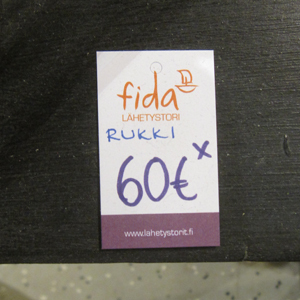 fida
LÄHETYSTORI
RUKKI
60€ x
www.lahetystorit.fi